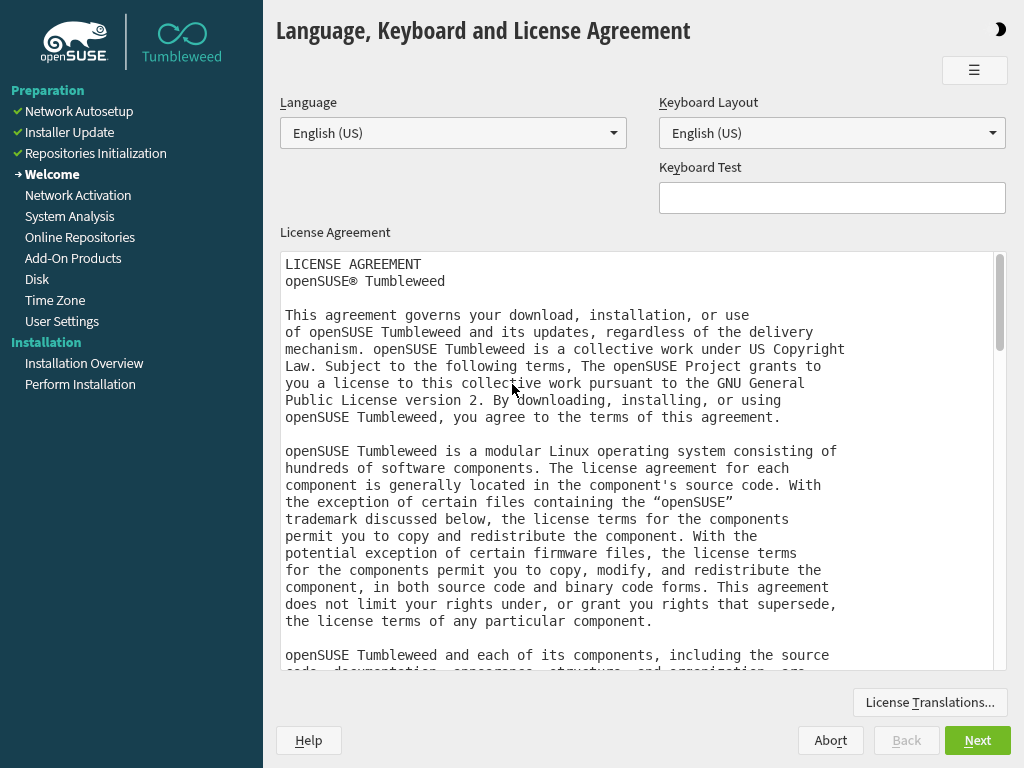 openSUSE
Tumbleweed
Preparation
Network Autosetup
Installer Update
Repositories Initialization
Welcome
Network Activation
System Analysis
Online Repositories
Add-On Products
Disk
Time Zone
User Settings
Installation
Installation Overview
Perform Installation
Language, Keyboard and License Agreement
Language
English (US)
Keyboard Layout
English (US)
Keyboard Test
License Agreement
LICENSE AGREEMENT
openSUSE® Tumbleweed
This agreement governs your download, installation, or use
of openSUSE Tumbleweed and its updates, regardless of the delivery
mechanism. openSUSE Tumbleweed is a collective work under US Copyright
Law. Subject to the following terms, The openSUSE Project grants to
you a license to this collective work pursuant to the GNU General
Public License version 2. By downloading, installing, or using
openSUSE Tumbleweed, you agree to the terms of this agreement.
openSUSE Tumbleweed is a modular Linux operating system consisting of
hundreds of software components. The license agreement for each
component is generally located in the component's source code. With
the exception of certain files containing the “openSUSE”
trademark discussed below, the license terms for the components
permit you to copy and redistribute the component. With the
potential exception of certain firmware files, the license terms
for the components permit you to copy, modify, and redistribute the
component, in both source code and binary code forms. This agreement
does not limit your rights under, or grant you rights that supersede,
the license terms of any particular component.
openSUSE Tumbleweed and each of its components, including the source
License Translations...
Help
Abort
Back
Next